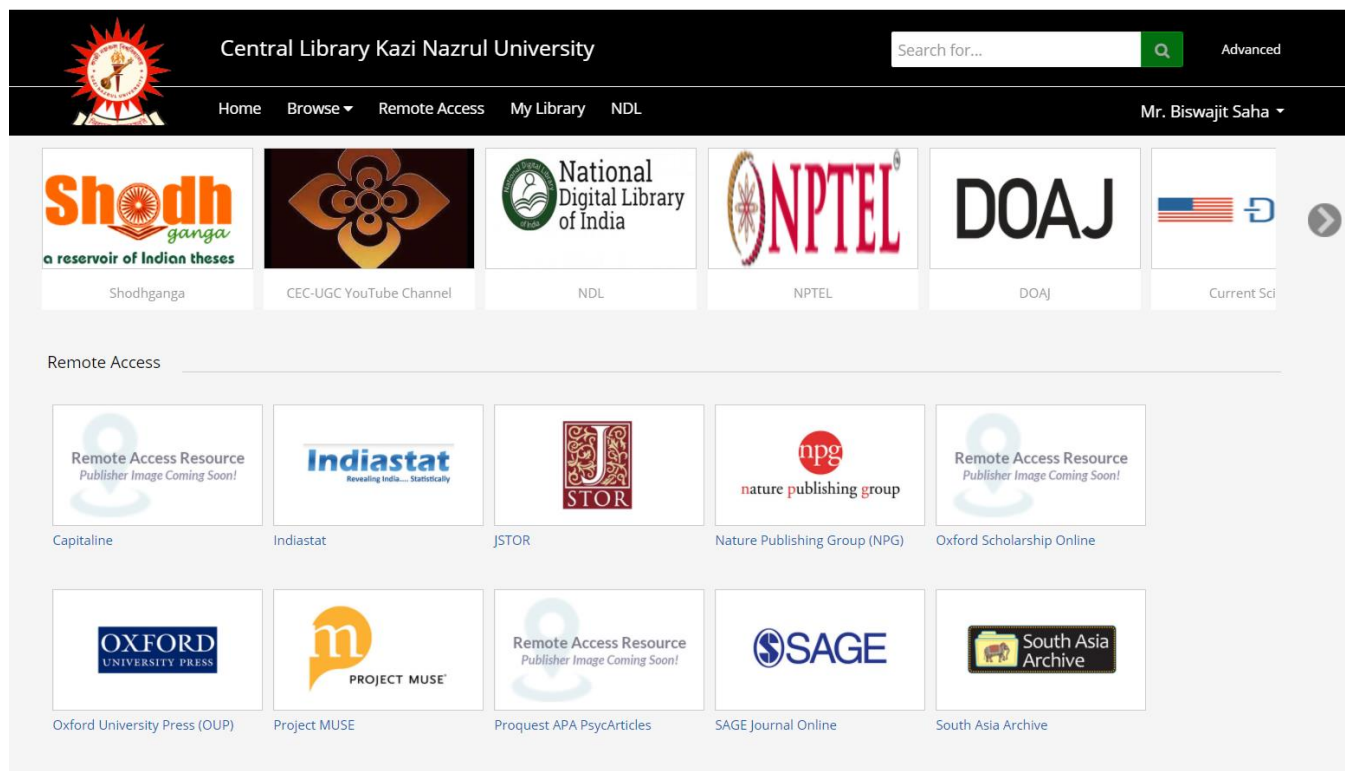 Central Library Kazi Nazrul University
Search for...
Advanced
Home Browse Remote Access My Library NDL
Mr. Biswajit Saha
Shodh
ganga
a reservoir of Indian theses
National
Digital Library
of India
NPTEL
DOAJ
Shodhganga
CEC-UGC YouTube Channel
NDL
NPTEL
DOAJ
Current Sci
Remote Access
Remote Access Resource
Publisher Image Coming Soon!
Indiastat
Revealing India.... Statistically
JSTOR
npg
nature publishing group
Remote Access Resource
Publisher Image Coming Soon!
Capitaline
Indiastat
JSTOR
Nature Publishing Group (NPG)
Oxford Scholarship Online
OXFORD
UNIVERSITY PRESS
m
PROJECT MUSE®
Remote Access Resource
Publisher Image Coming Soon!
SAGE
South Asia
Archive
Oxford University Press (OUP)
Project MUSE
Proquest APA PsycArticles
SAGE Journal Online
South Asia Archive